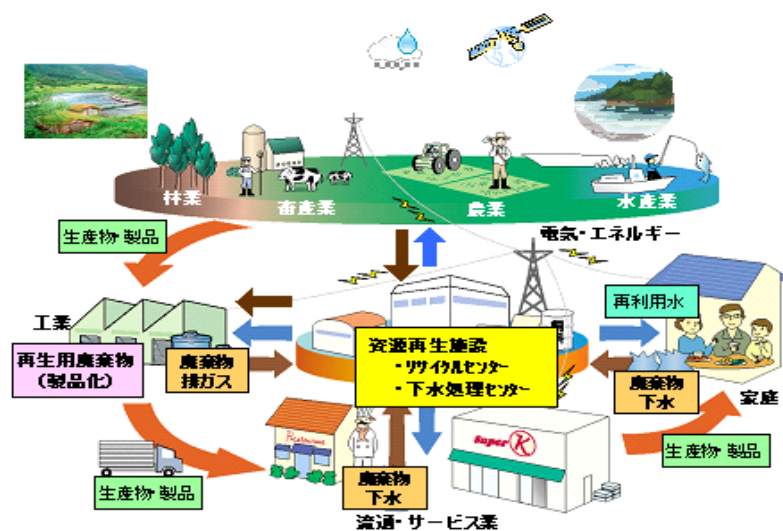 林業
畜産業
農業
水産業
生産物・製品
電気・エネルギー
工業
再利用水
資源再生施設
・リサイクルセンター
・下水処理センター
再生用廃棄物
(製品化)
廃棄物
排ガス
廃棄物
下水
家庭
Restaurant
Super K
生産物・製品
生産物・製品
廃棄物
下水
流通・サービス業